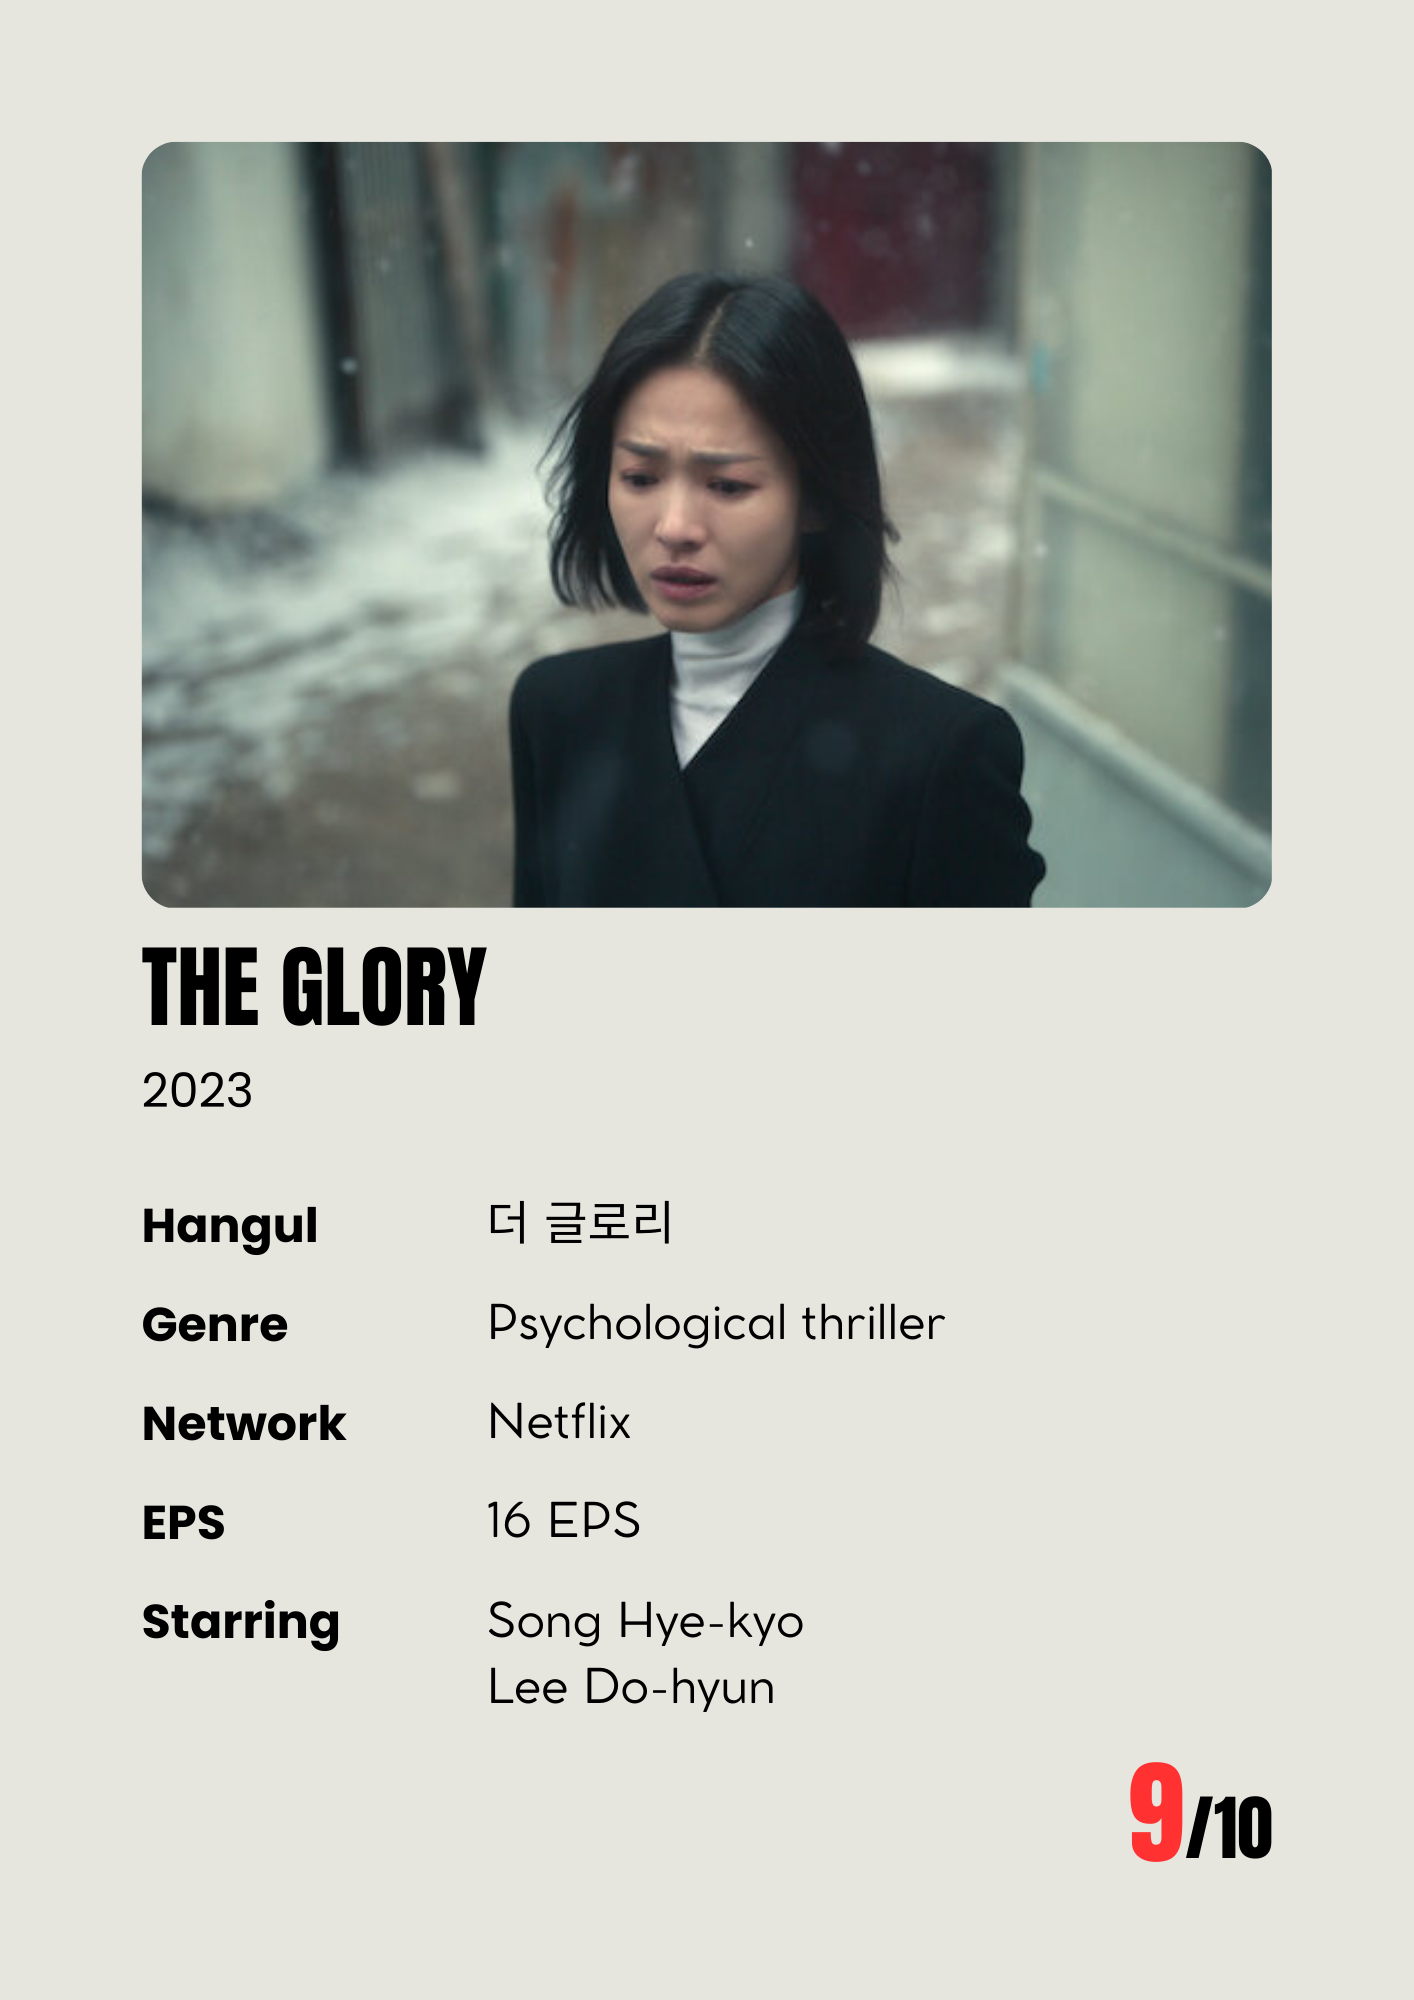 THE GLORY
2023
Hangul 더 글로리
Genre Psychological thriller
Network Netflix
EPS 16 EPS
Starring Song Hye-kyo
Lee Do-hyun
9/10